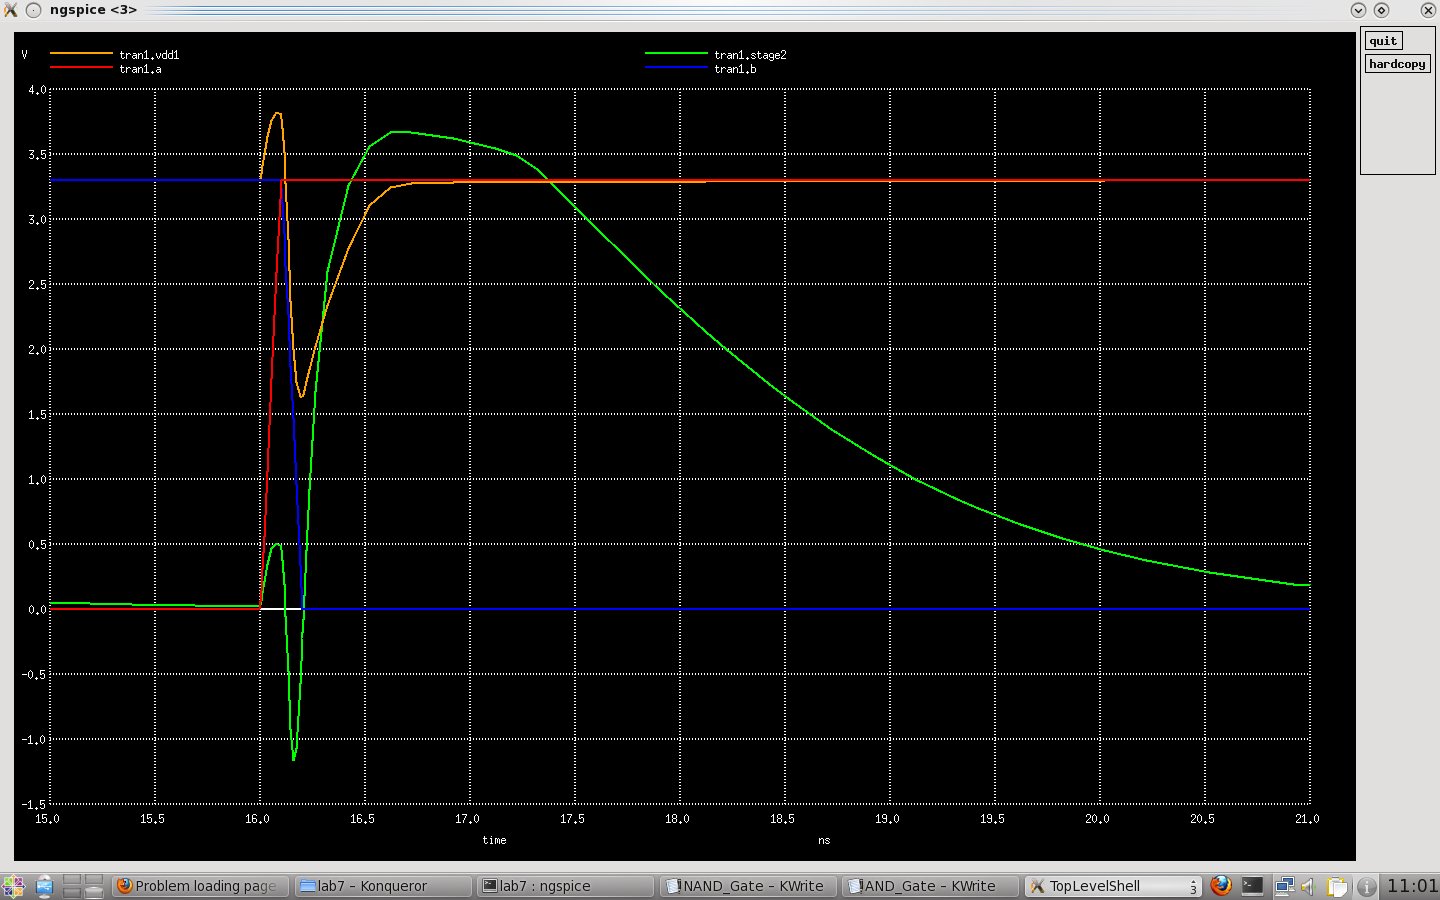 ngspice <3>
quit
hardcopy
V
tran1.vdd1
tran1.stage2
tran1.a
tran1.b
4.0
3.5
3.0
2.5
2.0
1.5
1.0
0.5
0.0
-0.5
-1.0
-1.5
15.0 15.5 16.0 16.5 17.0 17.5 18.0 18.5 19.0 19.5 20.0 20.5 21.0
time ns
Problem loading page
lab7 - Konqueror
lab7 : ngspice
NAND_Gate - KWrite
AND_Gate - KWrite
TopLevelShell 3
11:01